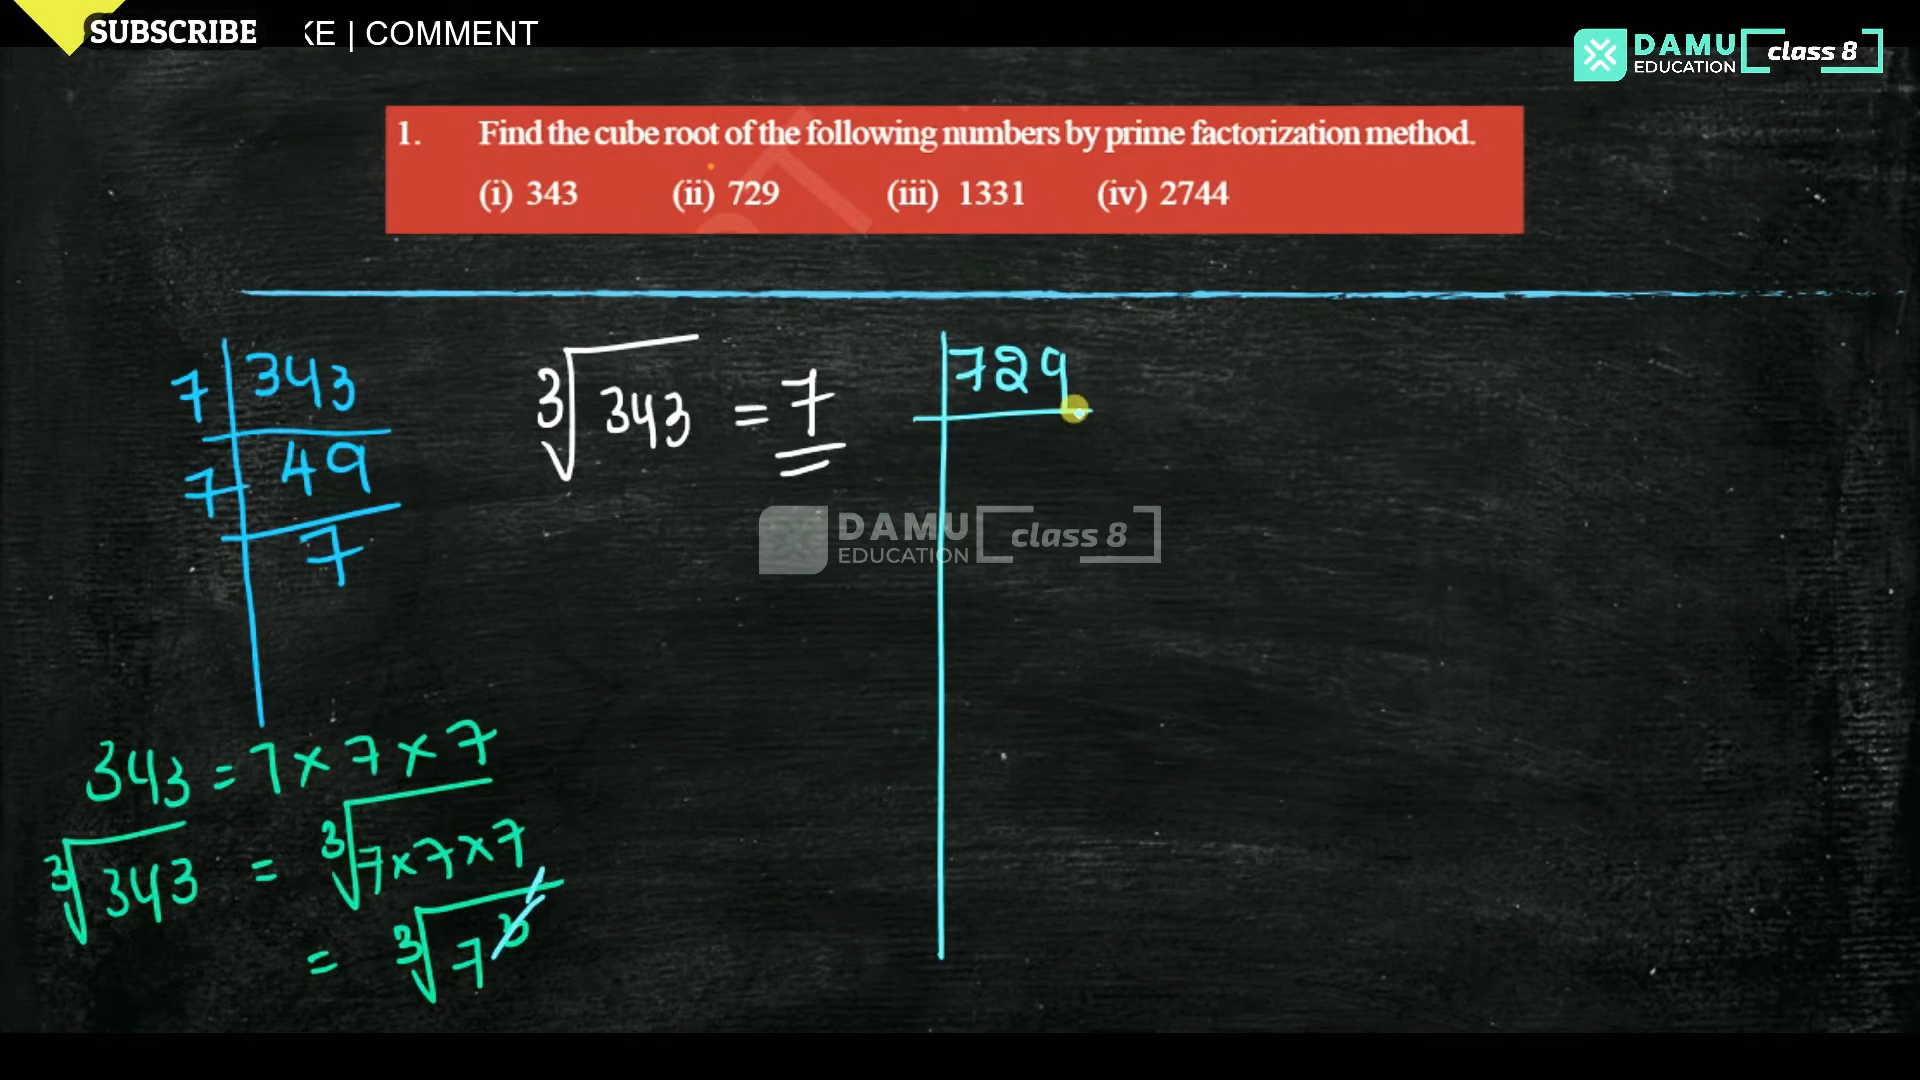 SUBSCRIBE KE | COMMENT
DAMU EDUCATION class 8
1. Find the cube root of the following numbers by prime factorization method.
(i) 343 (ii) 729 (iii) 1331 (iv) 2744
7 | 343
7 | 49
7
∛343 = 7
729
DAMU EDUCATION class 8
343 = 7 × 7 × 7
∛343 = ∛7×7×7
= ∛7³